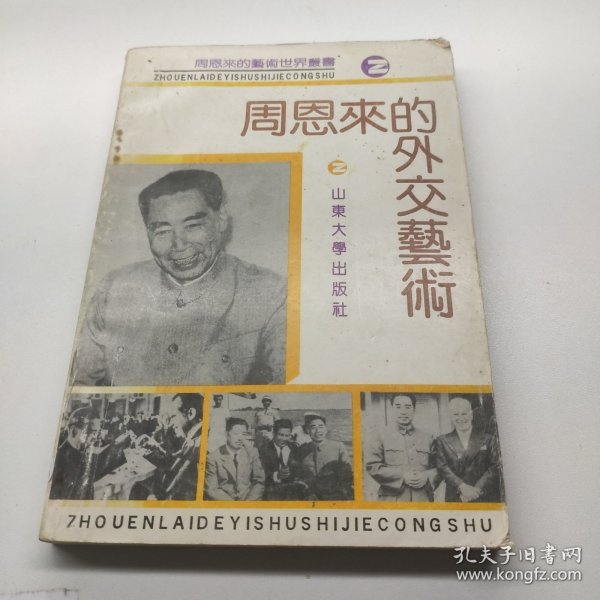 周恩來的藝術世界叢書
ZHOUENLAIDEYISHUSHIJIECONGSHU
周恩來的外交藝術
山東大學出版社
ZHOUENLAIDEYISHUSHIJIECONGSHU
孔夫子旧书网
www.kongfz.com